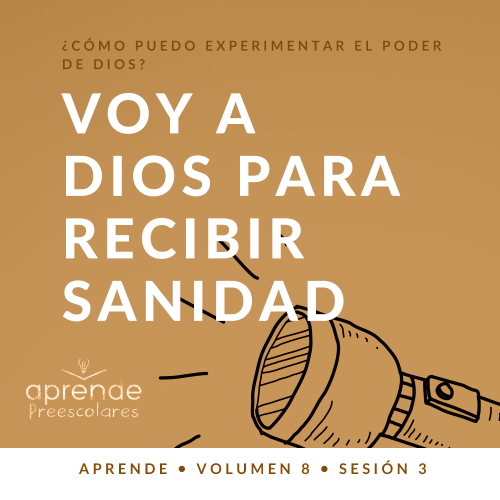 ¿CÓMO PUEDO EXPERIMENTAR EL PODER
DE DIOS?
VOY A
DIOS PARA
RECIBIR
SANIDAD
aprende
Preescolares
APRENDE • VOLUMEN 8 • SESIÓN 3